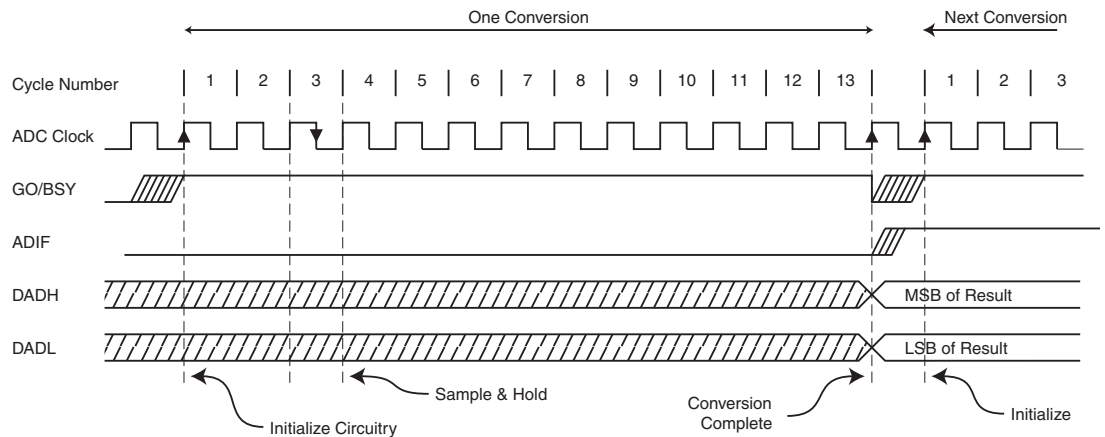 One Conversion Next Conversion
Cycle Number 1 2 3 4 5 6 7 8 9 10 11 12 13 1 2 3
ADC Clock
GO/BSY
ADIF
DADH MSB of Result
DADL LSB of Result
Sample & Hold
Initialize Circuitry
Conversion
Complete
Initialize